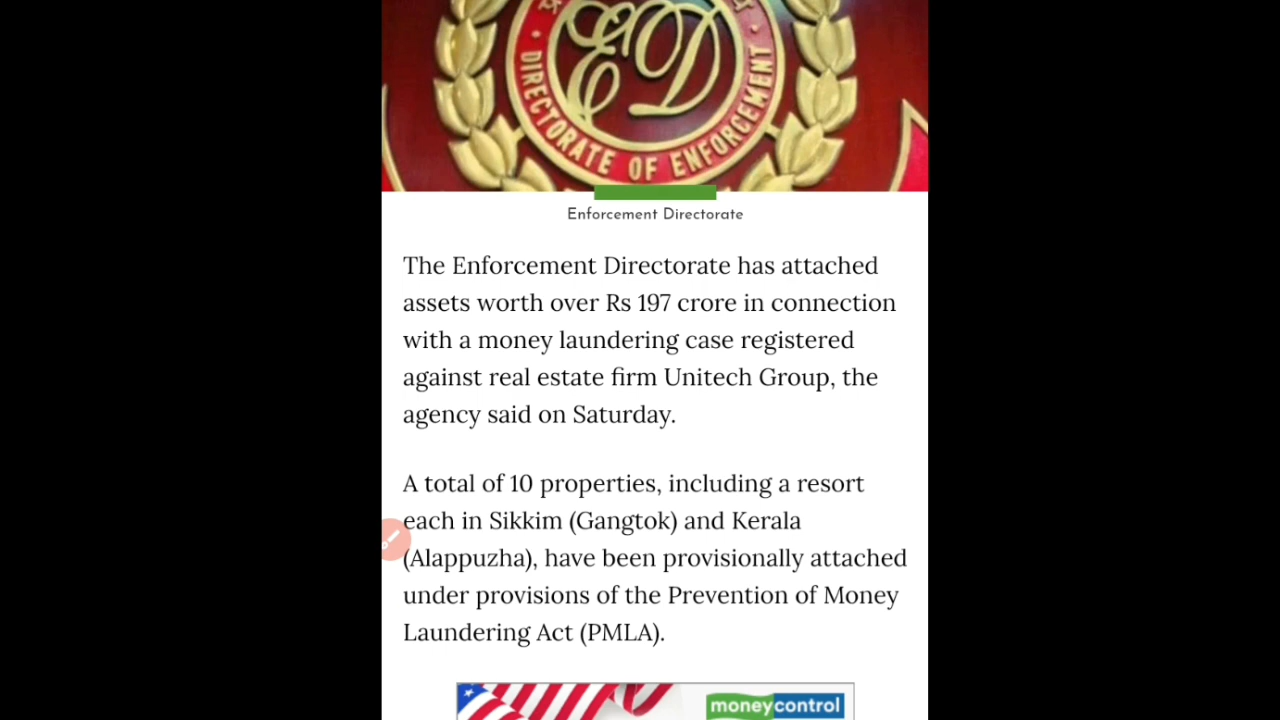 ED
DIRECTORATE OF ENFORCEMENT
Enforcement Directorate
The Enforcement Directorate has attached
assets worth over Rs 197 crore in connection
with a money laundering case registered
against real estate firm Unitech Group, the
agency said on Saturday.
A total of 10 properties, including a resort
each in Sikkim (Gangtok) and Kerala
(Alappuzha), have been provisionally attached
under provisions of the Prevention of Money
Laundering Act (PMLA).
moneycontrol